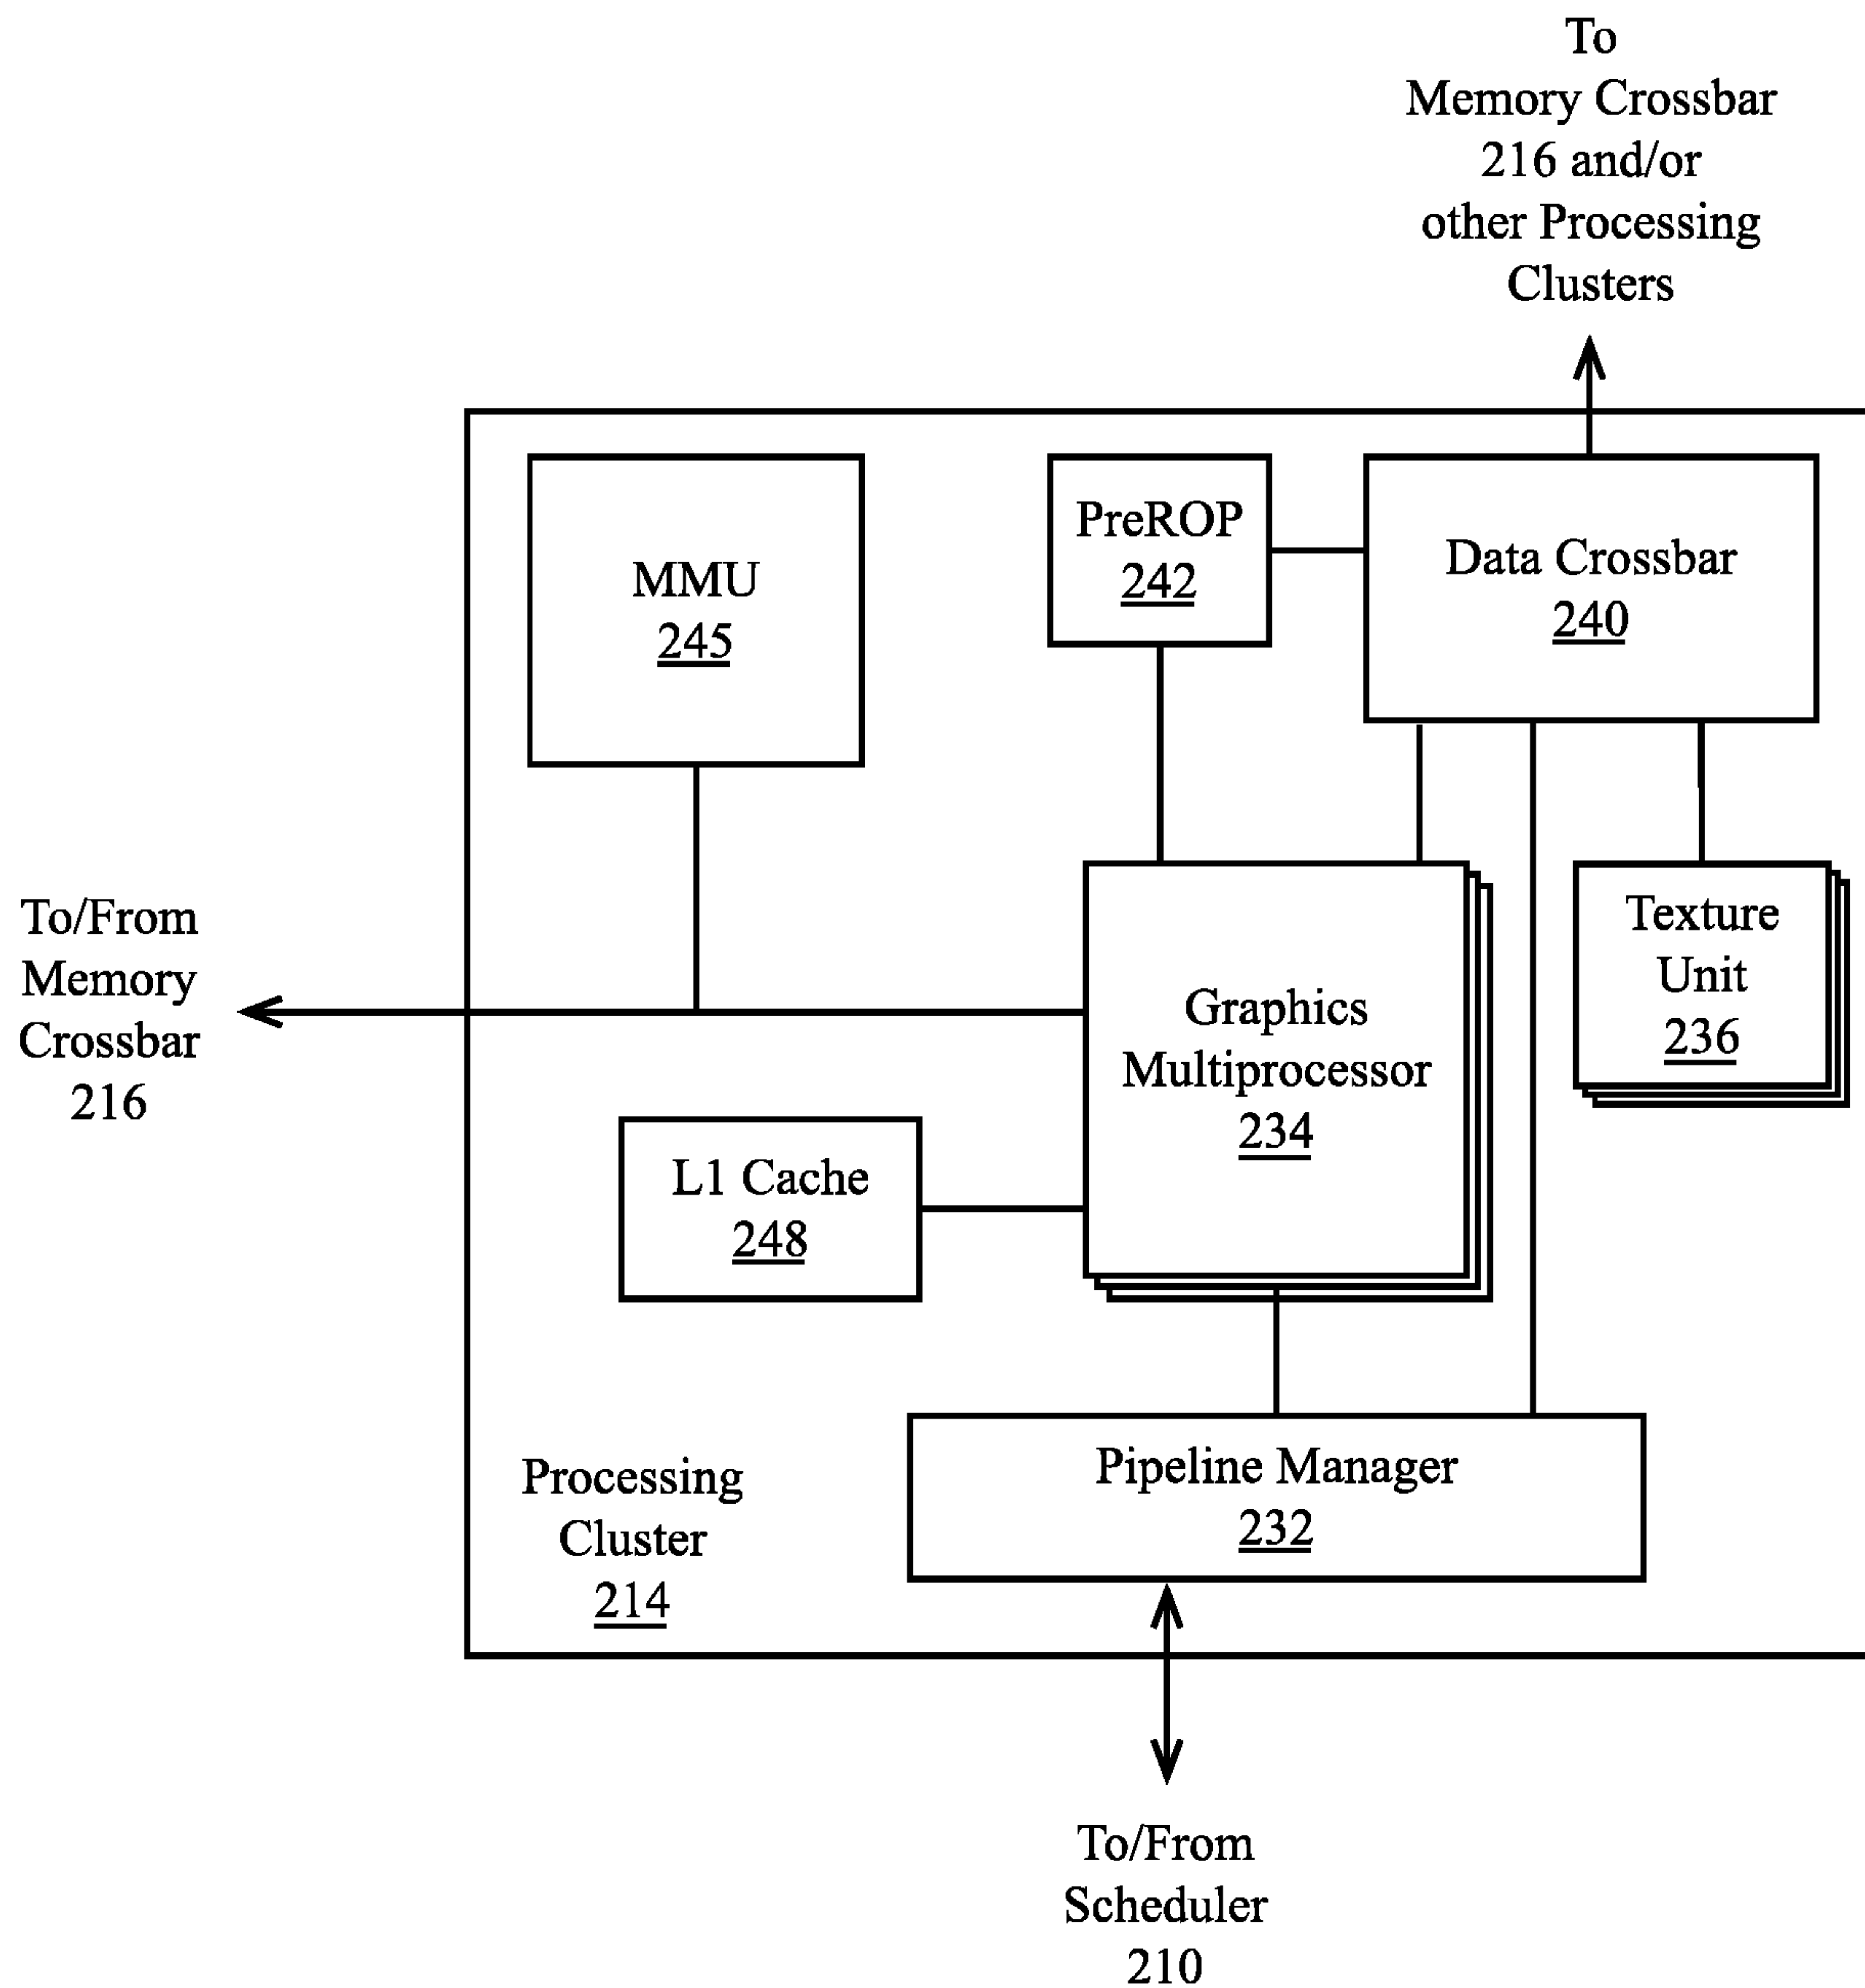 To
Memory Crossbar
216 and/or
other Processing
Clusters
MMU
245
PreROP
242
Data Crossbar
240
To/From
Memory
Crossbar
216
Graphics
Multiprocessor
234
Texture
Unit
236
L1 Cache
248
Processing
Cluster
214
Pipeline Manager
232
To/From
Scheduler
210